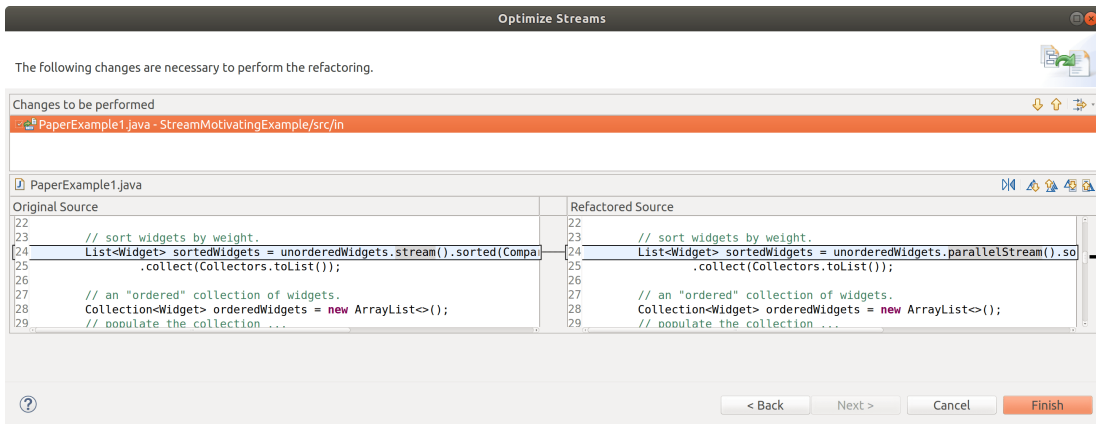 Optimize Streams
The following changes are necessary to perform the refactoring.
Changes to be performed
PaperExample1.java - StreamMotivatingExample/src/in
PaperExample1.java
Original Source
22
23 // sort widgets by weight.
24 List<Widget> sortedWidgets = unorderedWidgets.stream().sorted(Compa
25 .collect(Collectors.toList());
26
27 // an "ordered" collection of widgets.
28 Collection<Widget> orderedWidgets = new ArrayList<>();
29 // populate the collection ...
Refactored Source
22
23 // sort widgets by weight.
24 List<Widget> sortedWidgets = unorderedWidgets.parallelStream().so
25 .collect(Collectors.toList());
26
27 // an "ordered" collection of widgets.
28 Collection<Widget> orderedWidgets = new ArrayList<>();
29 // populate the collection ...
?
< Back
Next >
Cancel
Finish